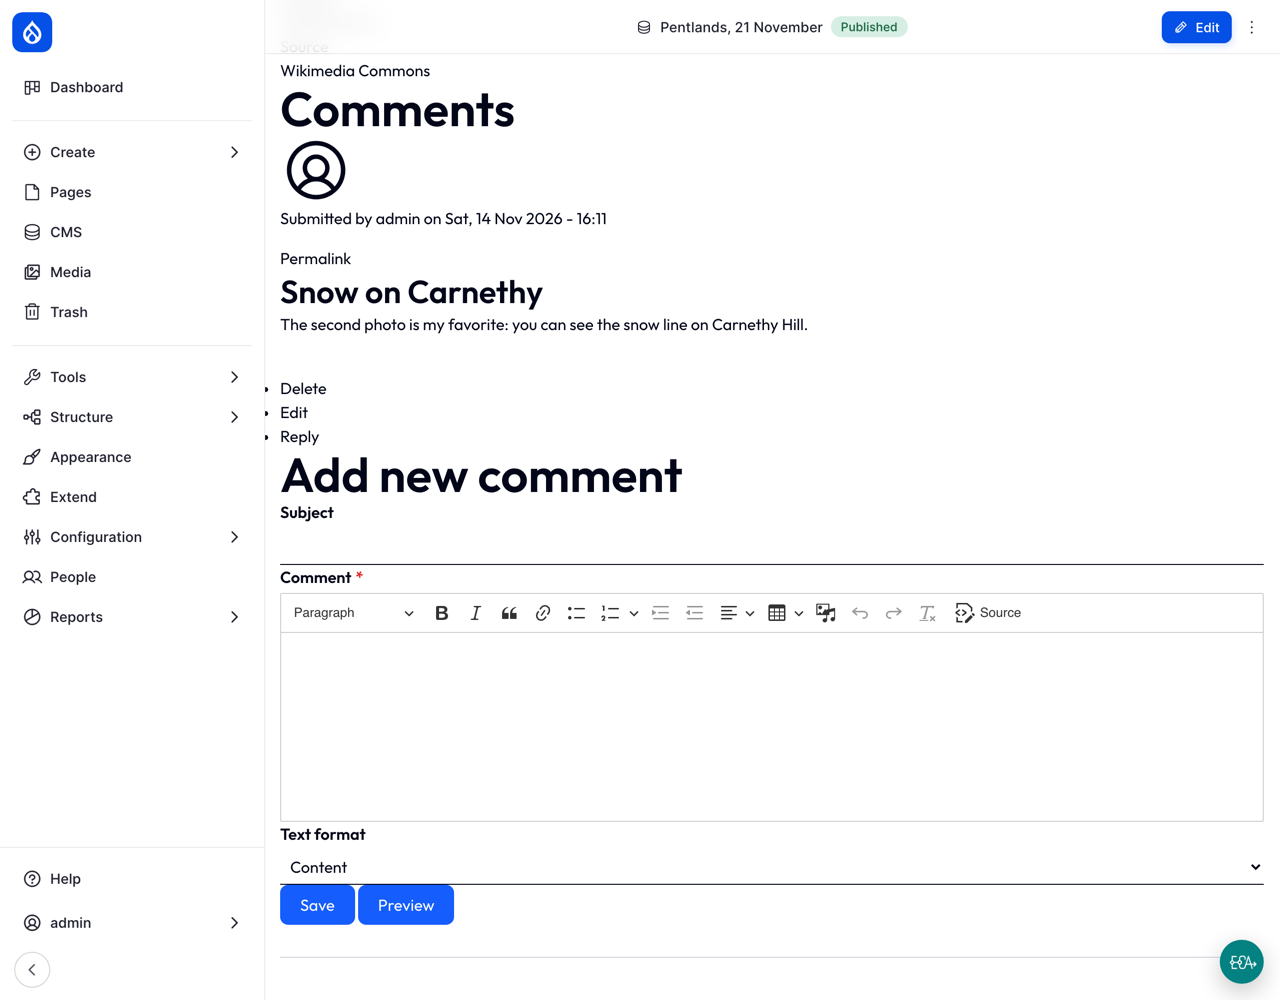 Pentlands, 21 November
Published
Edit
Dashboard
Create
Pages
CMS
Media
Trash
Tools
Structure
Appearance
Extend
Configuration
People
Reports
Help
admin
Source
Wikimedia Commons
Comments
Submitted by admin on Sat, 14 Nov 2026 - 16:11
Permalink
Snow on Carnethy
The second photo is my favorite: you can see the snow line on Carnethy Hill.
Delete
Edit
Reply
Add new comment
Subject
Comment *
Paragraph Source
Text format
Content
Save Preview
ECA